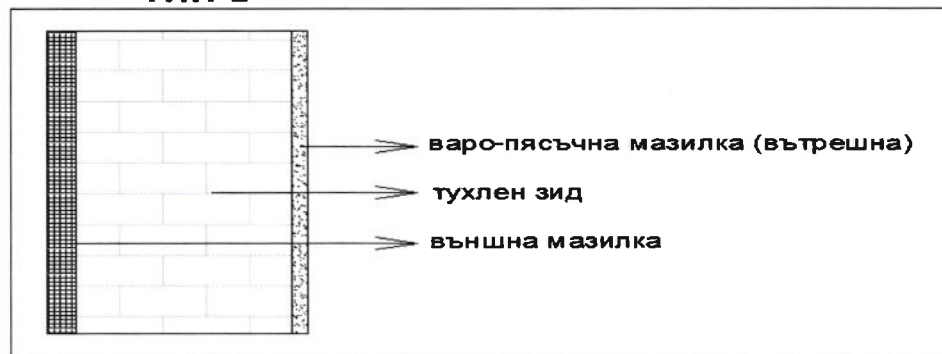 варо-пясъчна мазилка (вътрешна)
тухлен зид
външна мазилка